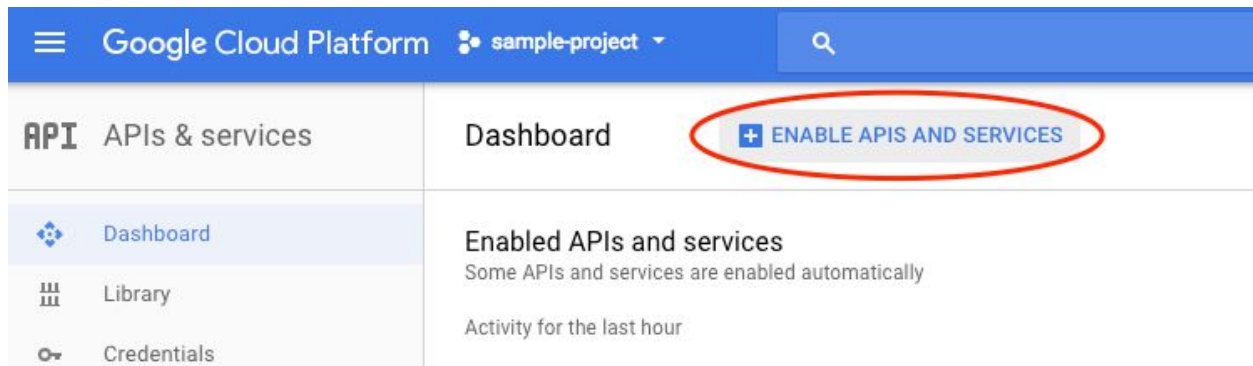 Google Cloud Platform sample-project
API APIs & services
Dashboard ENABLE APIS AND SERVICES
Dashboard
Library
Credentials
Enabled APIs and services
Some APIs and services are enabled automatically
Activity for the last hour